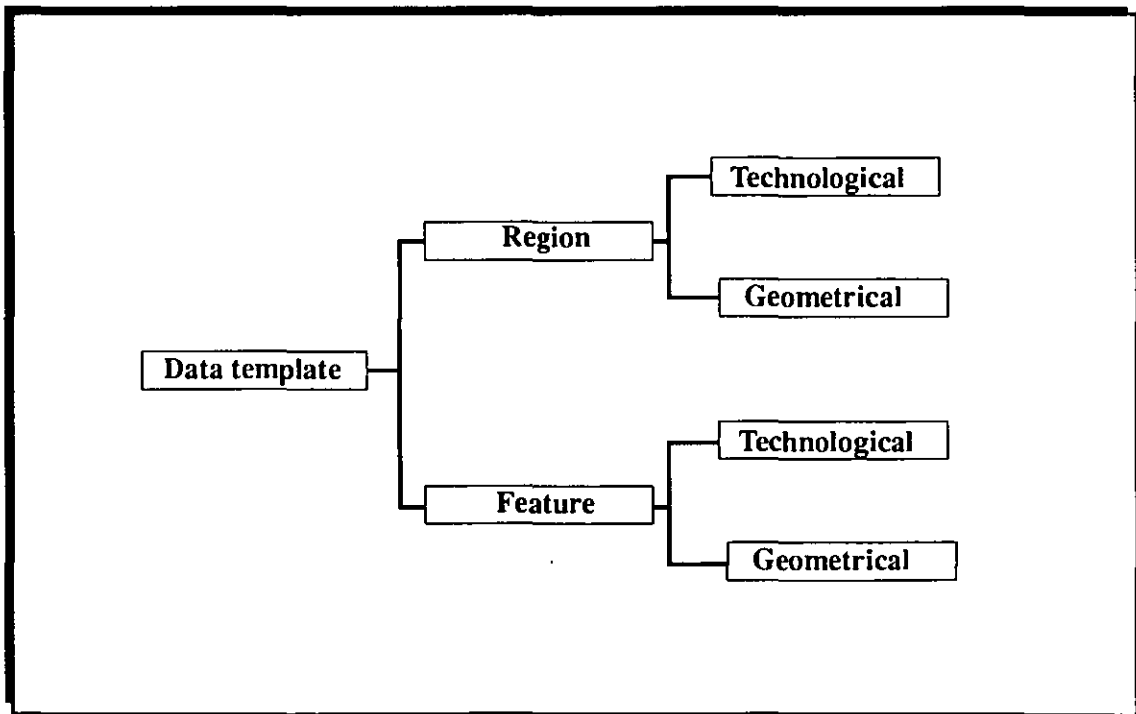 Technological
Region
Geometrical
Data template
Technological
Feature
Geometrical